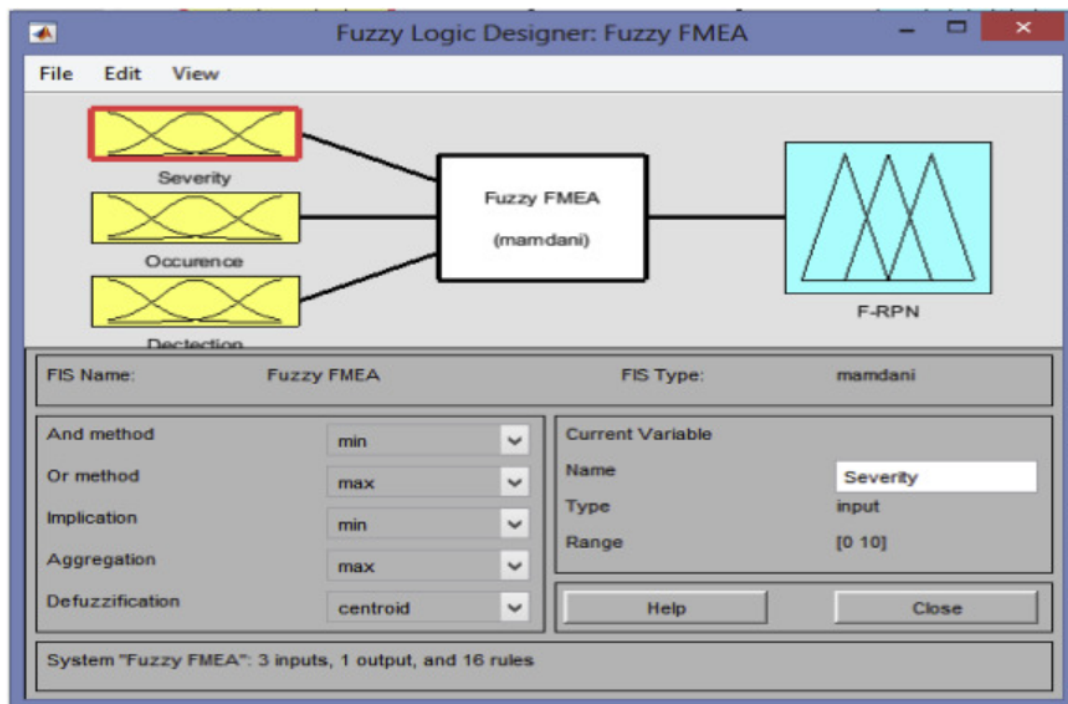 Fuzzy Logic Designer: Fuzzy FMEA
File Edit View
Severity
Occurence
Dectection
Fuzzy FMEA
(mamdani)
F-RPN
FIS Name: Fuzzy FMEA FIS Type: mamdani
And method min
Or method max
Implication min
Aggregation max
Defuzzification centroid
Current Variable
Name Severity
Type input
Range [0 10]
Help Close
System "Fuzzy FMEA": 3 inputs, 1 output, and 16 rules